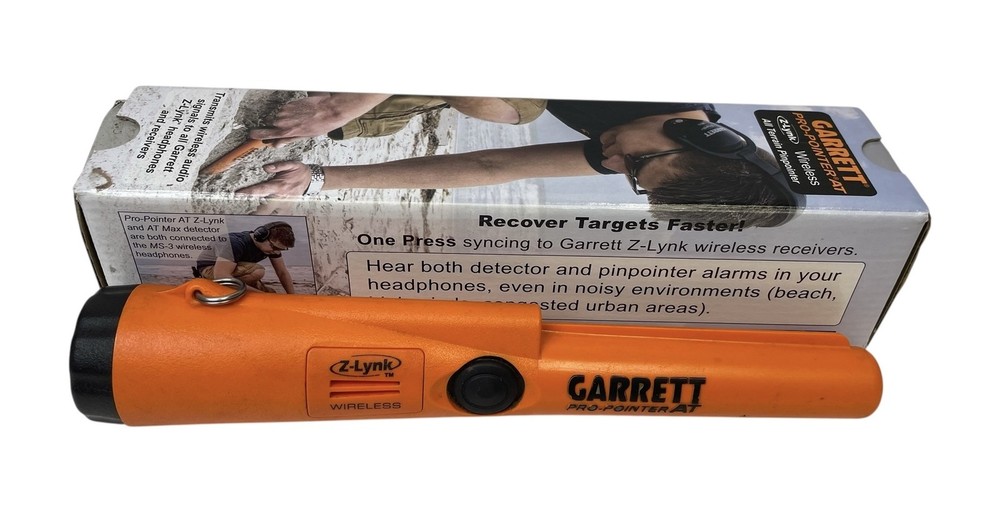 Transmits wireless audio
signals to all Garrett
Z-Lynk headphones
and receivers
GARRETT
PRO-POINTER AT
Z-Lynk Wireless
All Terrain Pinpointer
Pro-Pointer AT Z-Lynk
and AT Max detector
are both connected to
the MS-3 wireless
headphones.
Recover Targets Faster!
One Press syncing to Garrett Z-Lynk wireless receivers.
Hear both detector and pinpointer alarms in your
headphones, even in noisy environments (beach,
congested urban areas).
Z-Lynk™
WIRELESS
GARRETT
PRO-POINTER AT